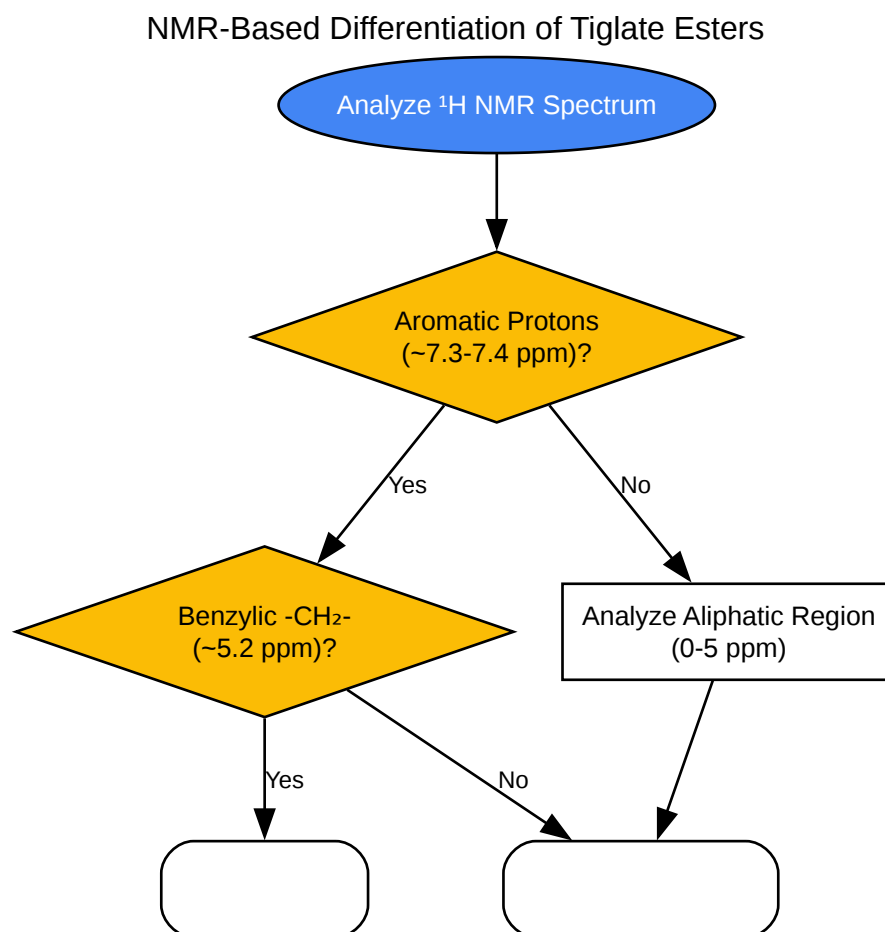 NMR-Based Differentiation of Tiglate Esters
Analyze ¹H NMR Spectrum
Aromatic Protons
(~7.3-7.4 ppm)?
Yes
No
Benzylic -CH₂-
(~5.2 ppm)?
Analyze Aliphatic Region
(0-5 ppm)
Yes
No